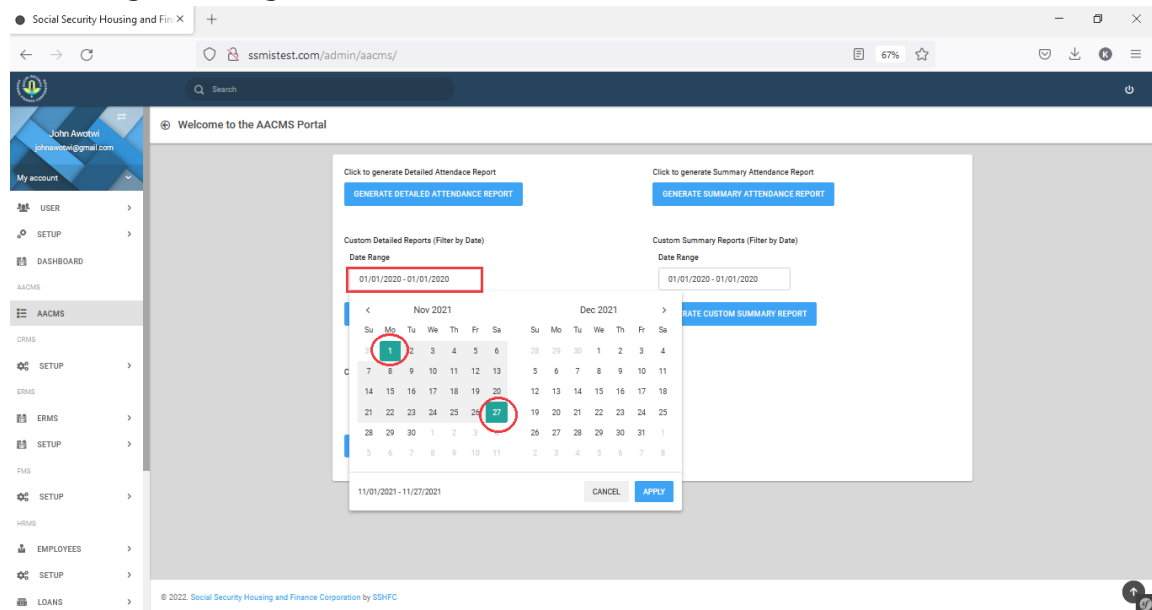 Social Security Housing and Fin
ssmistest.com/admin/aacms/
67%
K
Search
John Awotwi
johnawotwi@gmail.com
My account
Welcome to the AACMS Portal
USER
SETUP
DASHBOARD
AACMS
AACMS
CRMS
SETUP
ERMS
ERMS
SETUP
FMS
SETUP
HRMS
EMPLOYEES
SETUP
LOANS
Click to generate Detailed Attendace Report
GENERATE DETAILED ATTENDANCE REPORT
Click to generate Summary Attendance Report
GENERATE SUMMARY ATTENDANCE REPORT
Custom Detailed Reports (Filter by Date)
Date Range
01/01/2020 - 01/01/2020
Custom Summary Reports (Filter by Date)
Date Range
01/01/2020 - 01/01/2020
RATE CUSTOM SUMMARY REPORT
Nov 2021
Su Mo Tu We Th Fr Sa
1 2 3 4 5 6
7 8 9 10 11 12 13
14 15 16 17 18 19 20
21 22 23 24 25 26 27
28 29 30 1 2 3
5 6 7 8 9 10 11
Dec 2021
Su Mo Tu We Th Fr Sa
28 29 30 1 2 3 4
5 6 7 8 9 10 11
12 13 14 15 16 17 18
19 20 21 22 23 24 25
26 27 28 29 30 31 1
2 3 4 5 6 7 8
11/01/2021 - 11/27/2021
CANCEL
APPLY
© 2022. Social Security Housing and Finance Corporation by SSHFC
sf